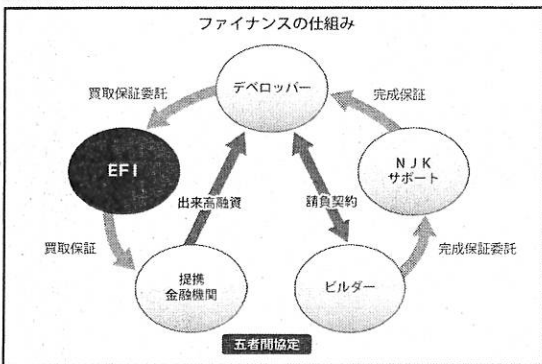 ファイナンスの仕組み
デベロッパー
買取保証委託
完成保証
EFI
NJK
サポート
出来高融資
請負契約
買取保証
完成保証委託
提携
金融機関
ビルダー
五者間協定